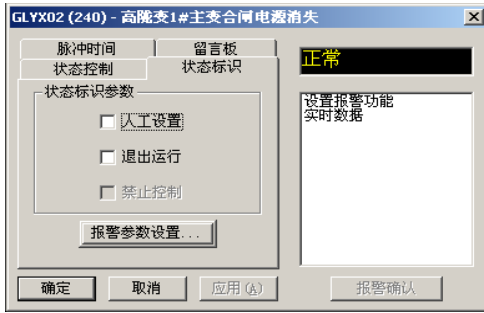 GLYX02 (240) - 高陇变1#主变合闸电源消失
脉冲时间
留言板
状态控制
状态标识
状态标识参数
人工设置
退出运行
禁止控制
报警参数设置...
确定
取消
应用(A)
正常
设置报警功能
实时数据
报警确认